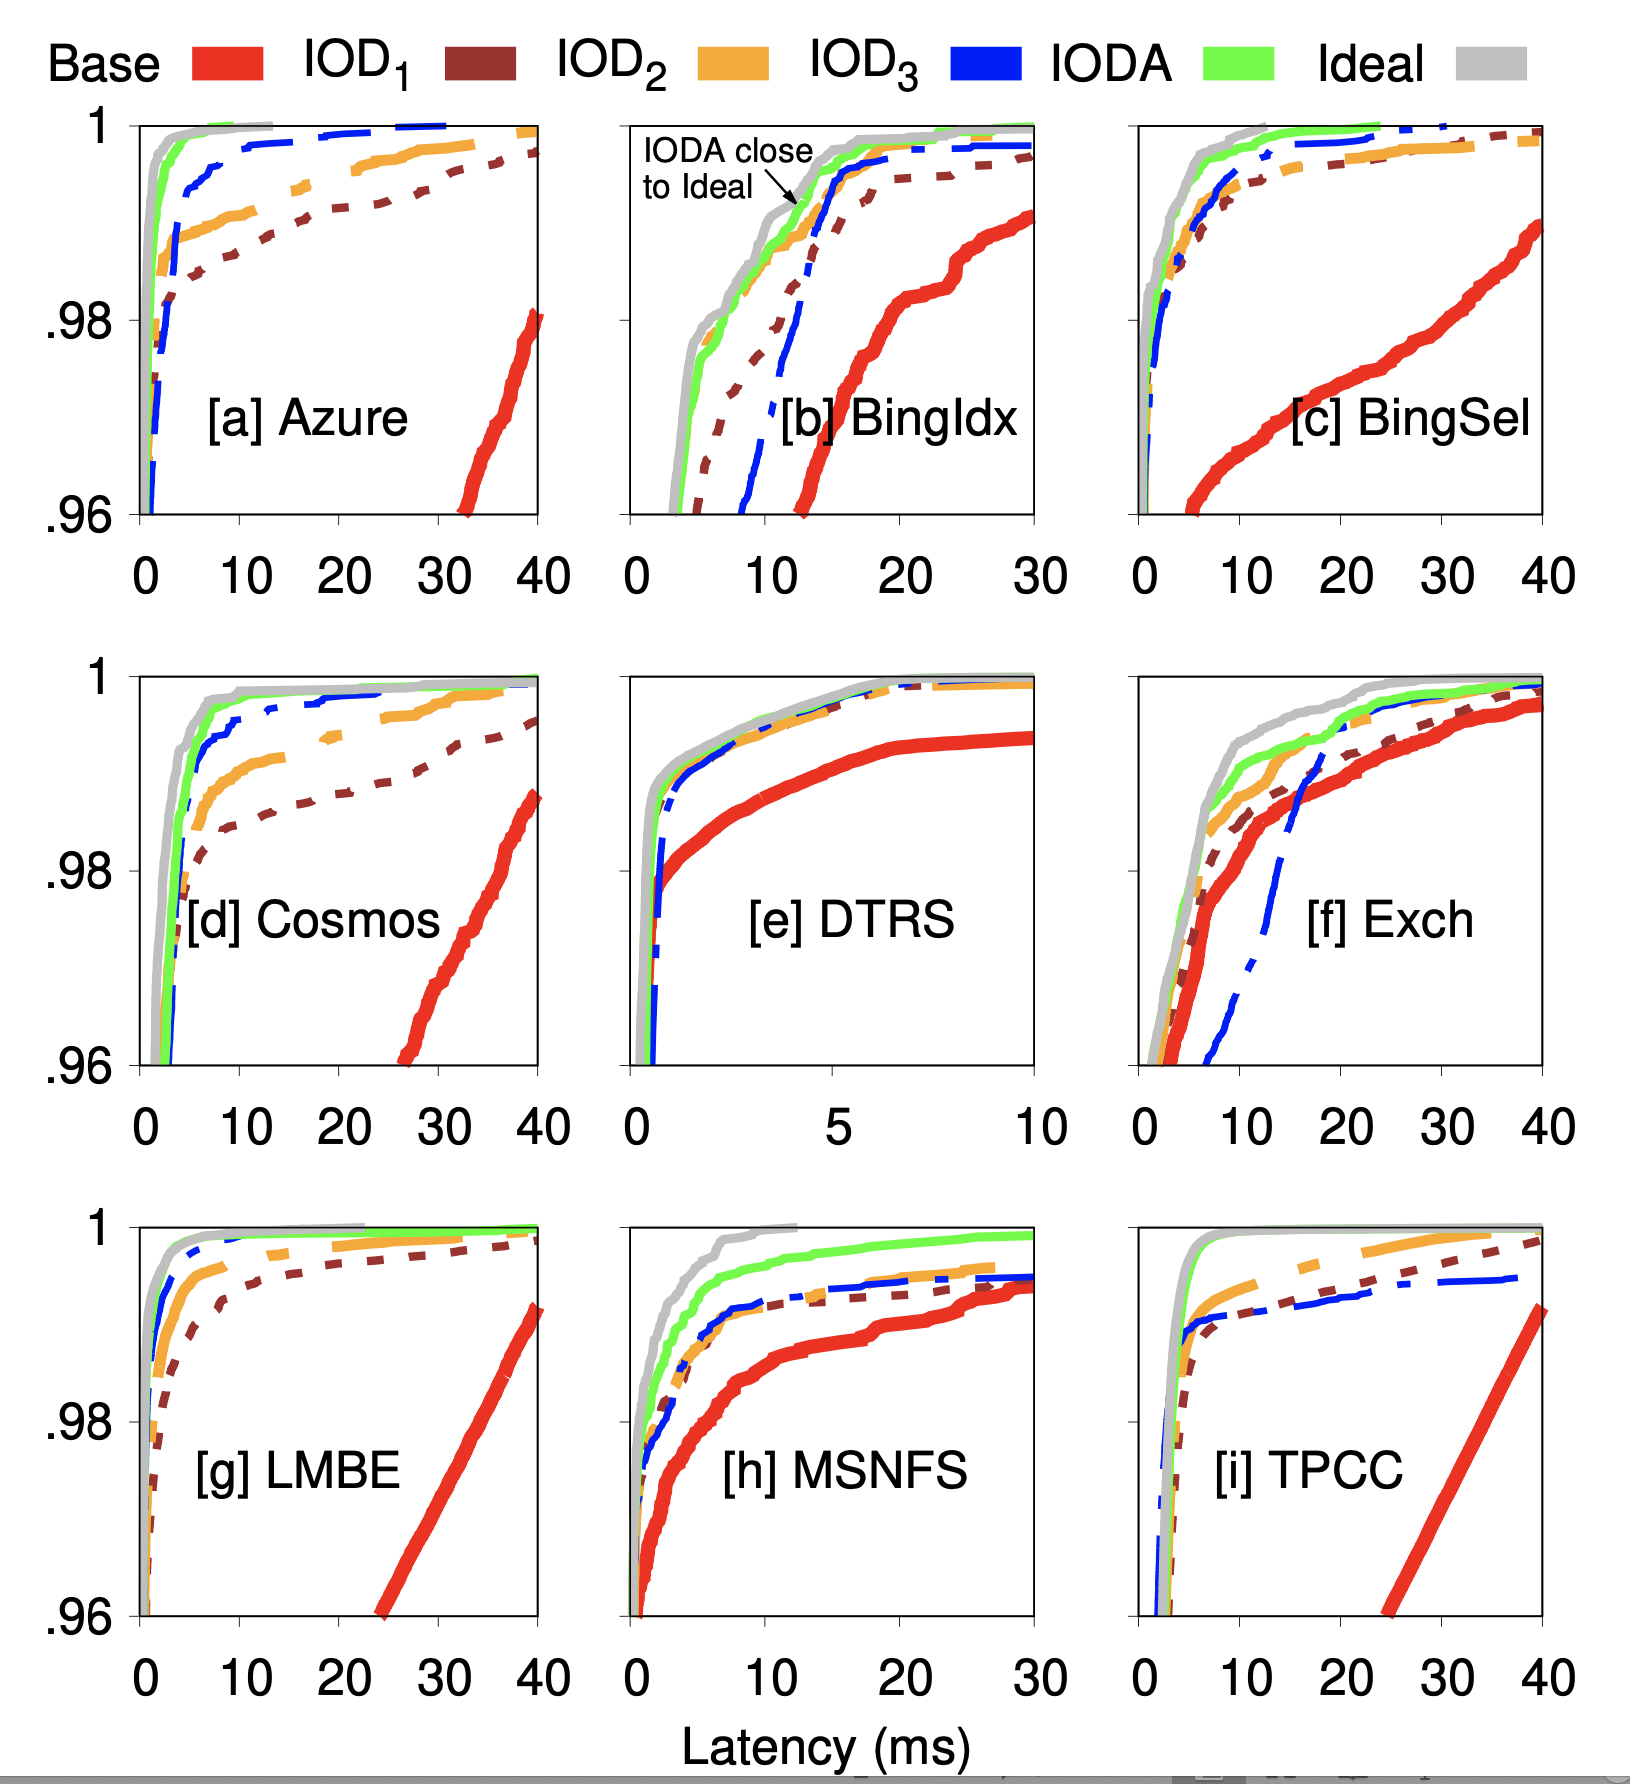 Base IOD1 IOD2 IOD3 IODA Ideal
1
.98
.96
IODA close
to Ideal
[a] Azure
[b] BingIdx
[c] BingSel
0 10 20 30 40
0 10 20 30
0 10 20 30 40
1
.98
.96
[d] Cosmos
[e] DTRS
[f] Exch
0 10 20 30 40
0 5 10
0 10 20 30 40
1
.98
.96
[g] LMBE
[h] MSNFS
[i] TPCC
0 10 20 30 40
0 10 20 30
0 10 20 30 40
Latency (ms)